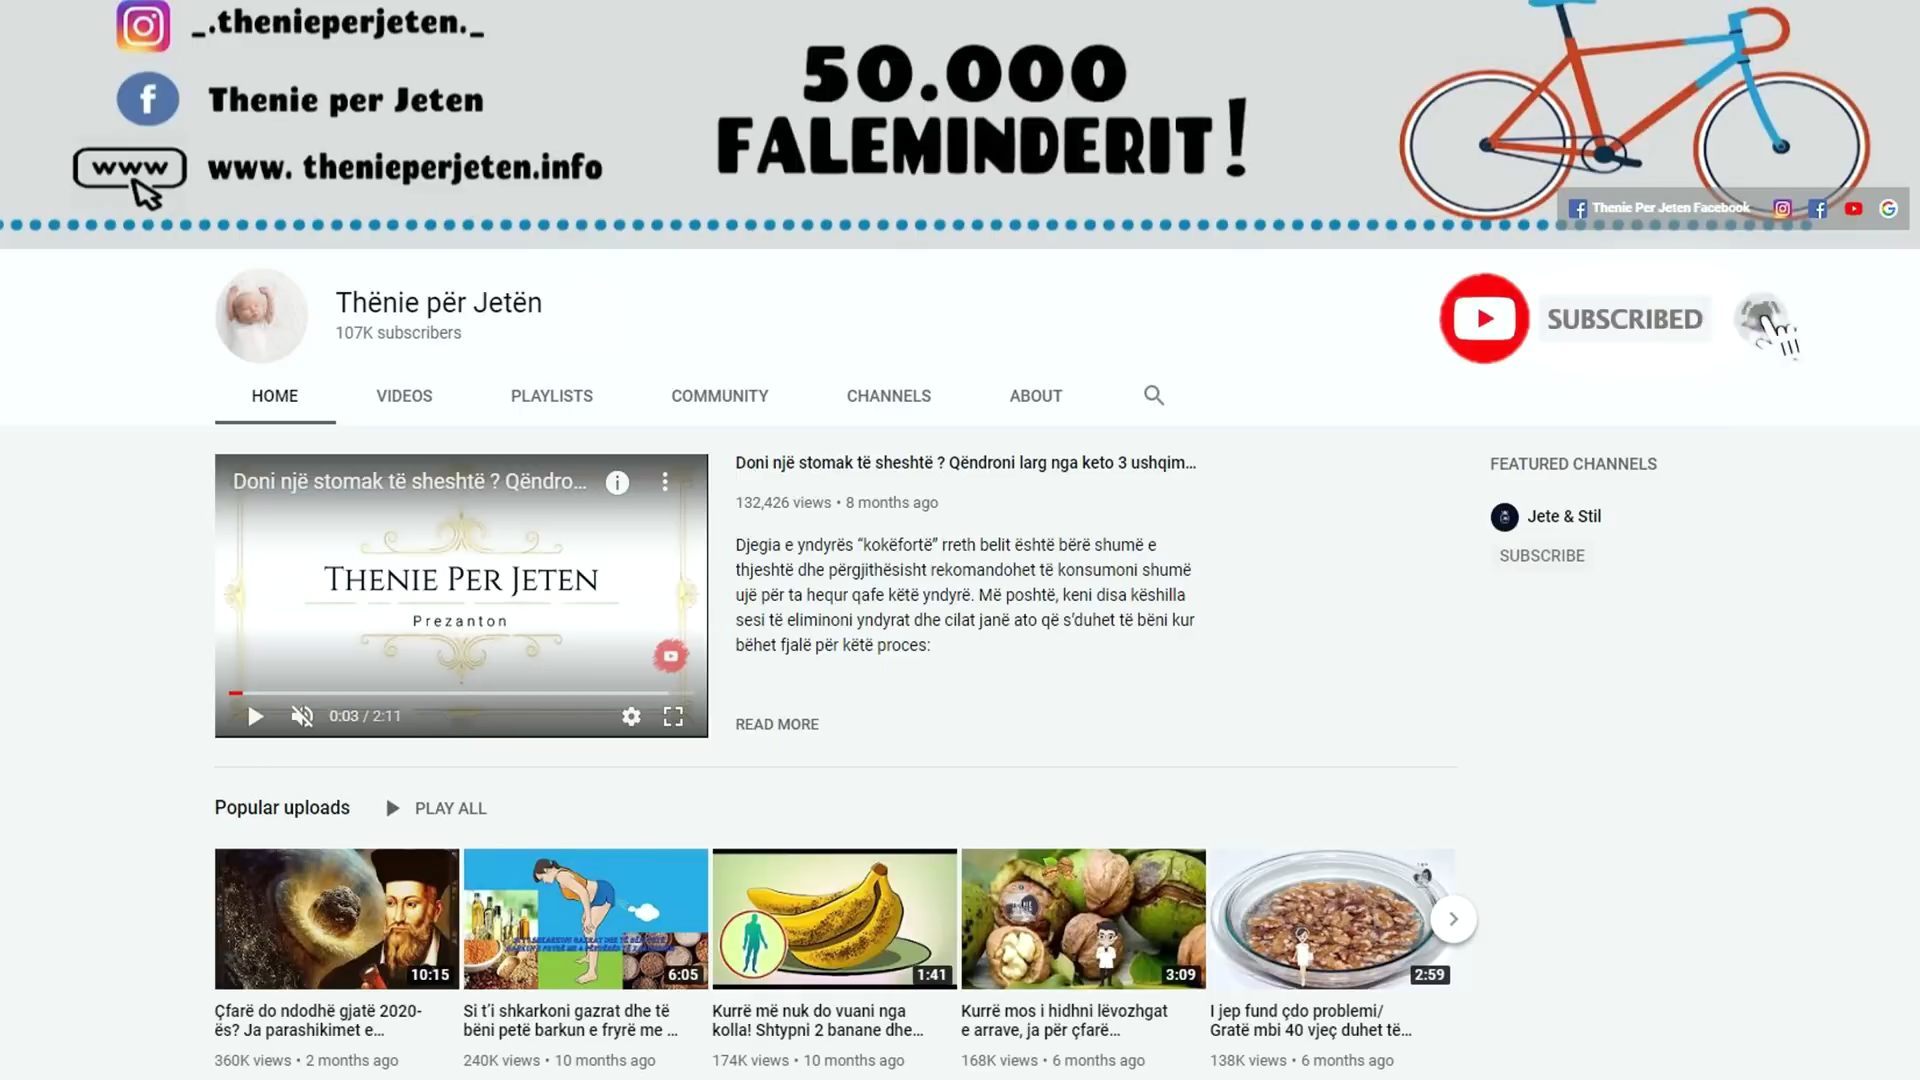 _.thenieperjeten._
Thenie per Jeten
www
www. thenieperjeten.info
50.000
FALEMINDERIT!
Thenie Per Jeten Facebook
Thënie për Jetën
107K subscribers
SUBSCRIBED
HOME
VIDEOS
PLAYLISTS
COMMUNITY
CHANNELS
ABOUT
Doni një stomak të sheshtë ? Qëndro...
THENIE PER JETEN
Prezanton
0:03 / 2:11
Doni një stomak të sheshtë ? Qëndroni larg nga keto 3 ushqim...
132,426 views • 8 months ago
Djegia e yndyrës “kokëfortë” rreth belit është bërë shumë e
thjeshtë dhe përgjithësisht rekomandohet të konsumoni shumë
ujë për ta hequr qafe këtë yndyrë. Më poshtë, keni disa këshilla
sesi të eliminoni yndyrat dhe cilat janë ato që s’duhet të bëni kur
bëhet fjalë për këtë proces:
READ MORE
FEATURED CHANNELS
Jete & Stil
SUBSCRIBE
Popular uploads
PLAY ALL
10:15
6:05
1:41
3:09
2:59
Çfarë do ndodhë gjatë 2020-
ës? Ja parashikimet e...
360K views • 2 months ago
Si t’i shkarkoni gazrat dhe të
bëni petë barkun e fryrë me ...
240K views • 10 months ago
Kurrë më nuk do vuani nga
kolla! Shtypni 2 banane dhe...
174K views • 10 months ago
Kurrë mos i hidhni lëvozhgat
e arrave, ja për çfarë...
168K views • 6 months ago
I jep fund çdo problemi/
Gratë mbi 40 vjeç duhet të...
138K views • 6 months ago